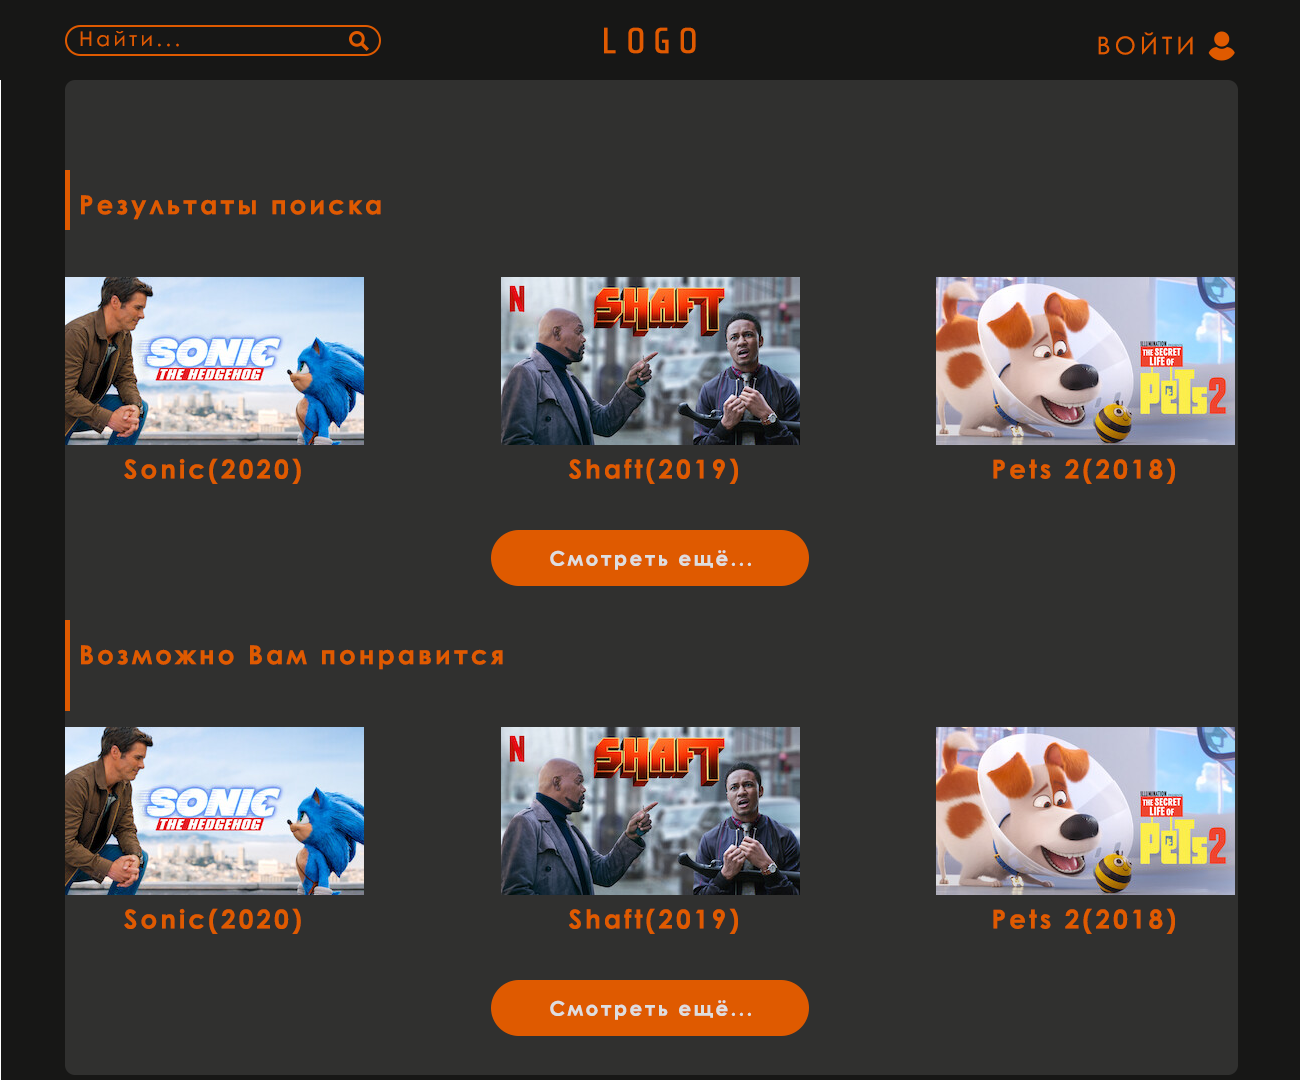 Найти...
LOGO
ВОЙТИ
Результаты поиска
SONIC
THE HEDGEHOG
N
SHAFT
THE SECRET
LIFE OF
PETS 2
Sonic(2020)
Shaft(2019)
Pets 2(2018)
Смотреть ещё...
Возможно Вам понравится
SONIC
THE HEDGEHOG
N
SHAFT
THE SECRET
LIFE OF
PETS 2
Sonic(2020)
Shaft(2019)
Pets 2(2018)
Смотреть ещё...